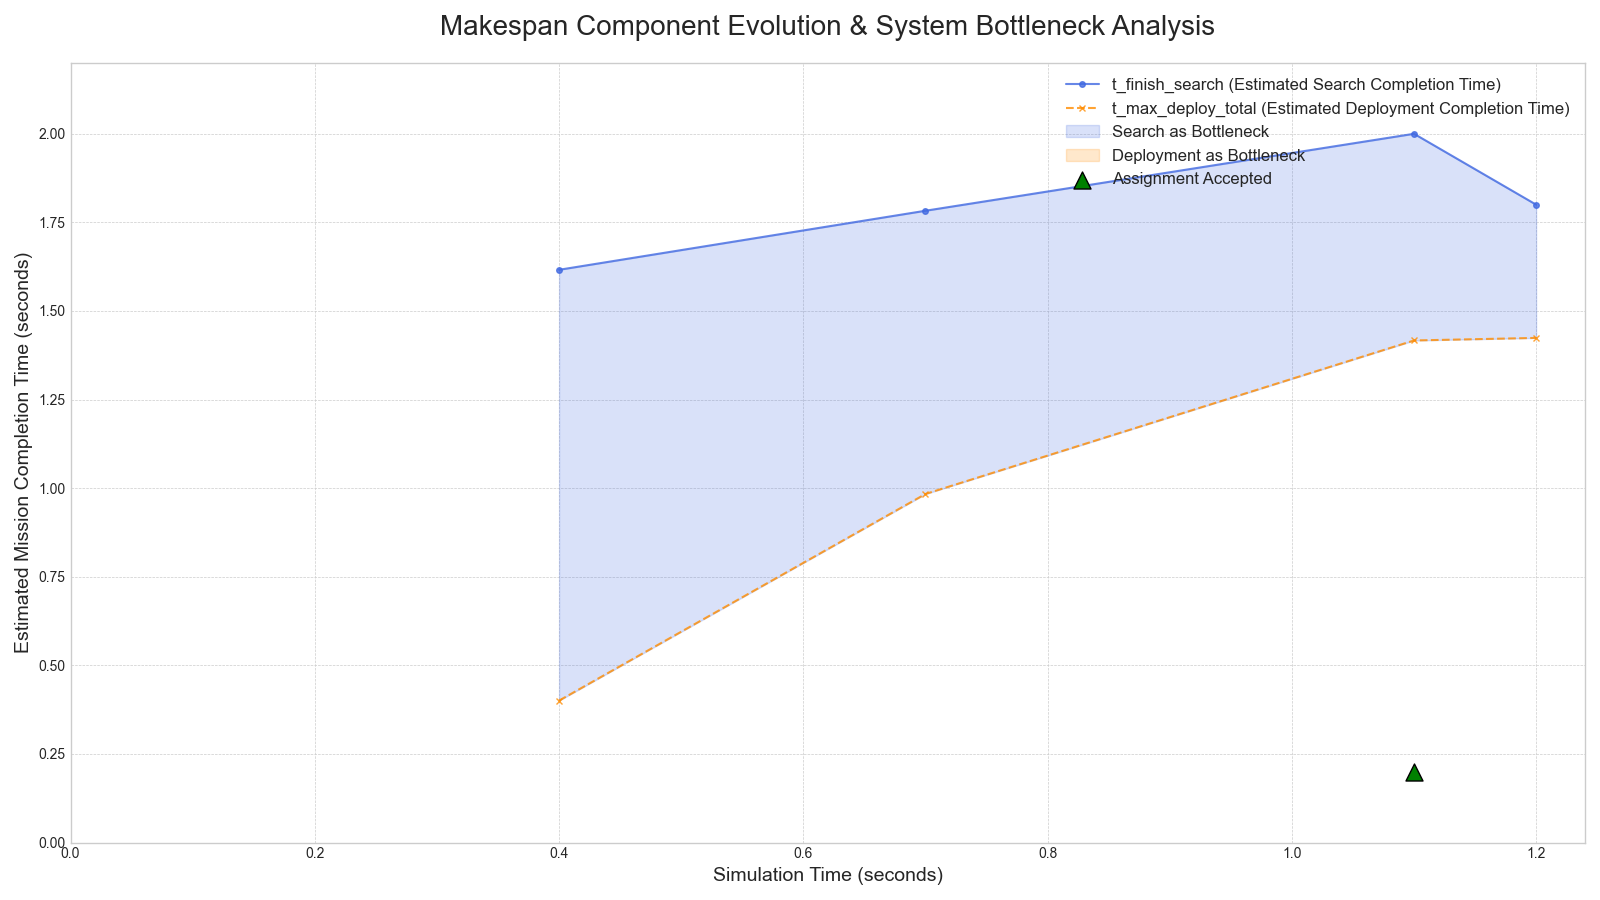 Makespan Component Evolution & System Bottleneck Analysis
t_finish_search (Estimated Search Completion Time)
t_max_deploy_total (Estimated Deployment Completion Time)
Search as Bottleneck
Deployment as Bottleneck
Assignment Accepted
Estimated Mission Completion Time (seconds)
2.00
1.75
1.50
1.25
1.00
0.75
0.50
0.25
0.00
0.0 0.2 0.4 0.6 0.8 1.0 1.2
Simulation Time (seconds)